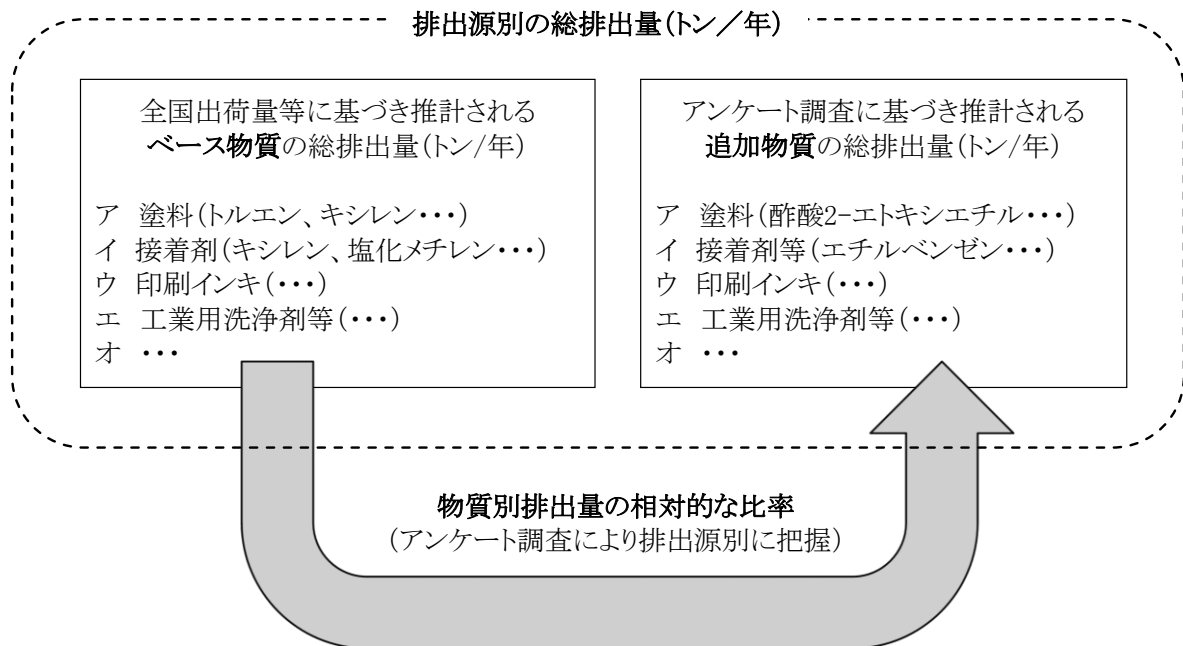 排出源別の総排出量(トン／年)
全国出荷量等に基づき推計される
ベース物質の総排出量(トン/年)
ア 塗料(トルエン、キシレン・・・)
イ 接着剤(キシレン、塩化メチレン・・・)
ウ 印刷インキ(・・・)
エ 工業用洗浄剤等(・・・)
オ ・・・
アンケート調査に基づき推計される
追加物質の総排出量(トン/年)
ア 塗料(酢酸2-エトキシエチル・・・)
イ 接着剤等(エチルベンゼン・・・)
ウ 印刷インキ(・・・)
エ 工業用洗浄剤等(・・・)
オ ・・・
物質別排出量の相対的な比率
(アンケート調査により排出源別に把握)